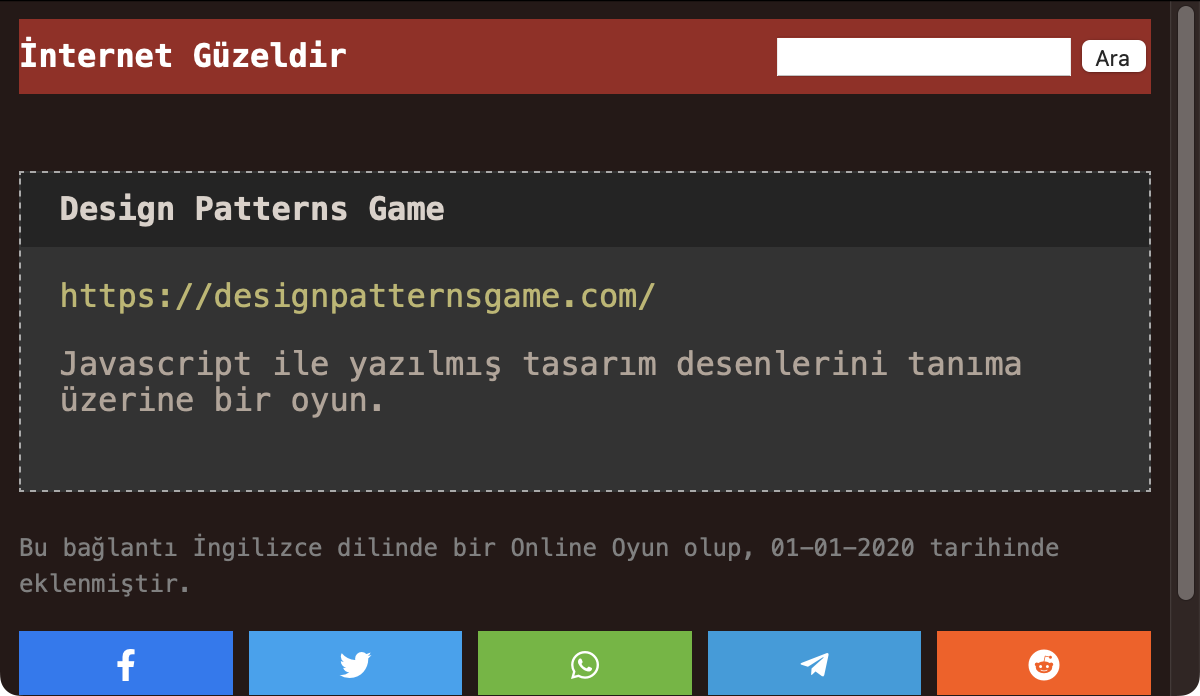 İnternet Güzeldir
Ara
Design Patterns Game
https://designpatternsgame.com/
Javascript ile yazılmış tasarım desenlerini tanıma
üzerine bir oyun.
Bu bağlantı İngilizce dilinde bir Online Oyun olup, 01-01-2020 tarihinde
eklenmiştir.